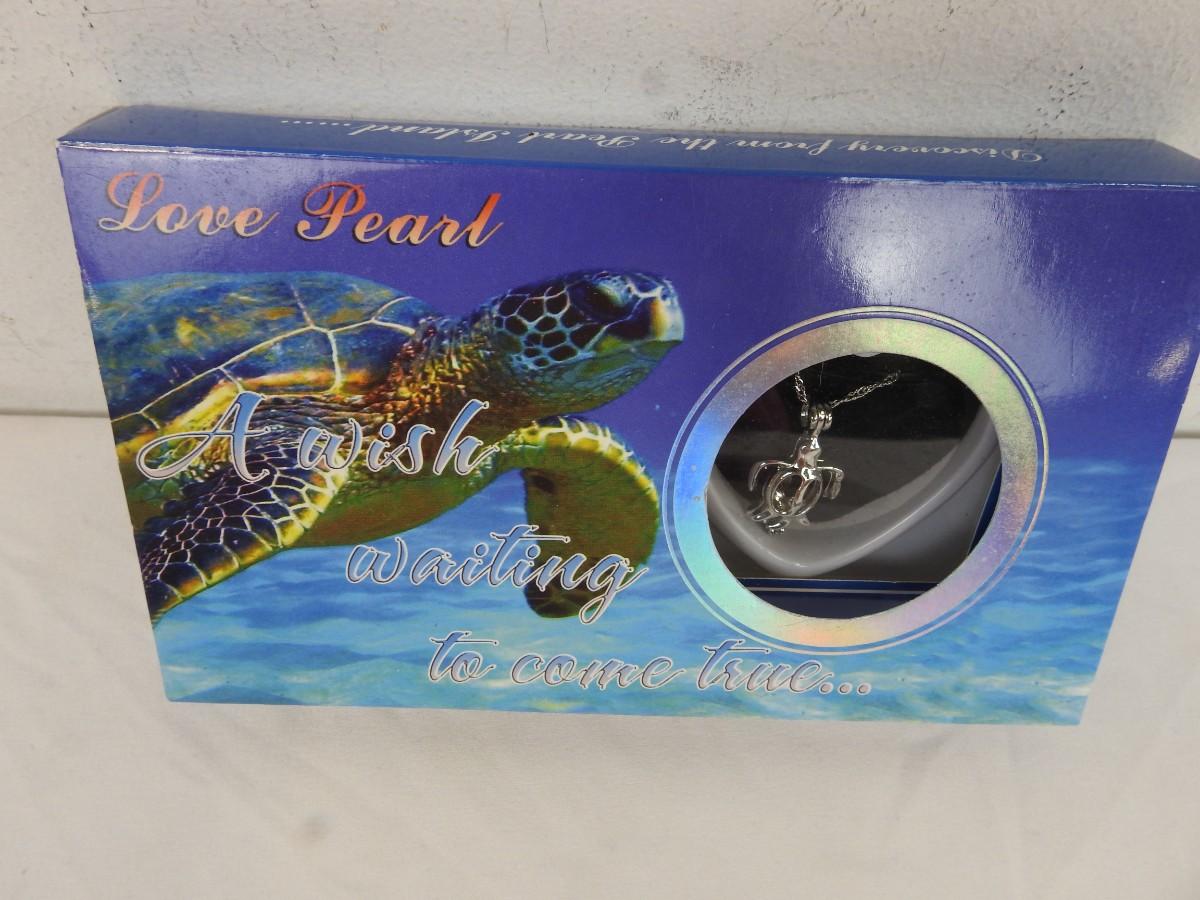 Discovery from the Pearl Island......
Love Pearl
A wish
waiting
to come true...